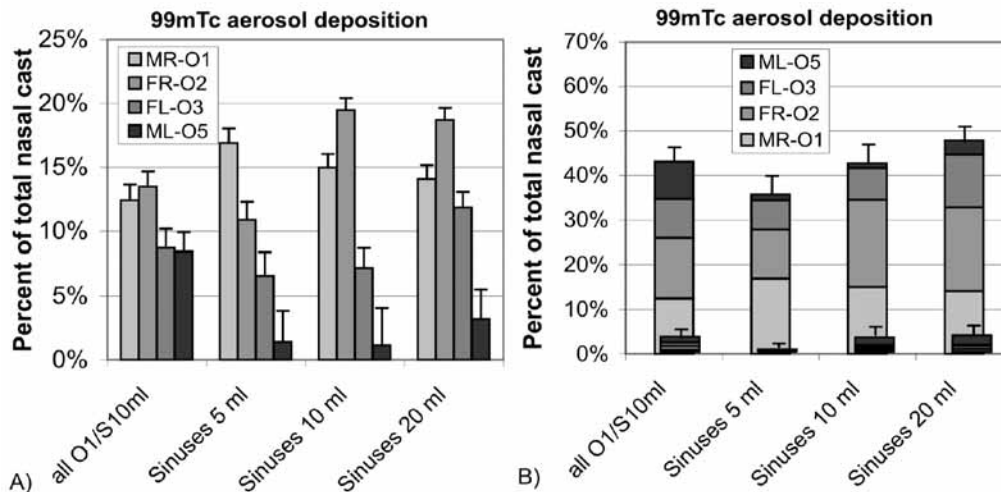 99mTc aerosol deposition
Percent of total nasal cast
25%
20%
15%
10%
5%
0%
MR-O1
FR-O2
FL-O3
ML-O5
all O1/S10ml
Sinuses 5 ml
Sinuses 10 ml
Sinuses 20 ml
A)
99mTc aerosol deposition
Percent of total nasal cast
70%
60%
50%
40%
30%
20%
10%
0%
ML-O5
FL-O3
FR-O2
MR-O1
all O1/S10ml
Sinuses 5 ml
Sinuses 10 ml
Sinuses 20 ml
B)